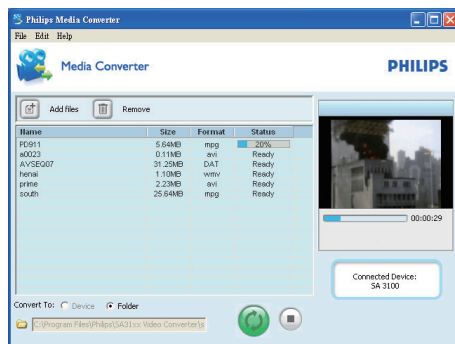 Philips Media Converter
File Edit Help
Media Converter
PHILIPS
Add files Remove
Name Size Format Status
PD911 5.64MB mpg 20%
a0023 0.11MB avi Ready
AVSEQ07 31.25MB DAT Ready
henai 1.10MB wmv Ready
prime 2.23MB avi Ready
south 25.64MB mpg Ready
00:00:29
Connected Device:
SA 3100
Convert To: Device Folder
C:\Program Files\Philips\SA31xx Video Converter\s